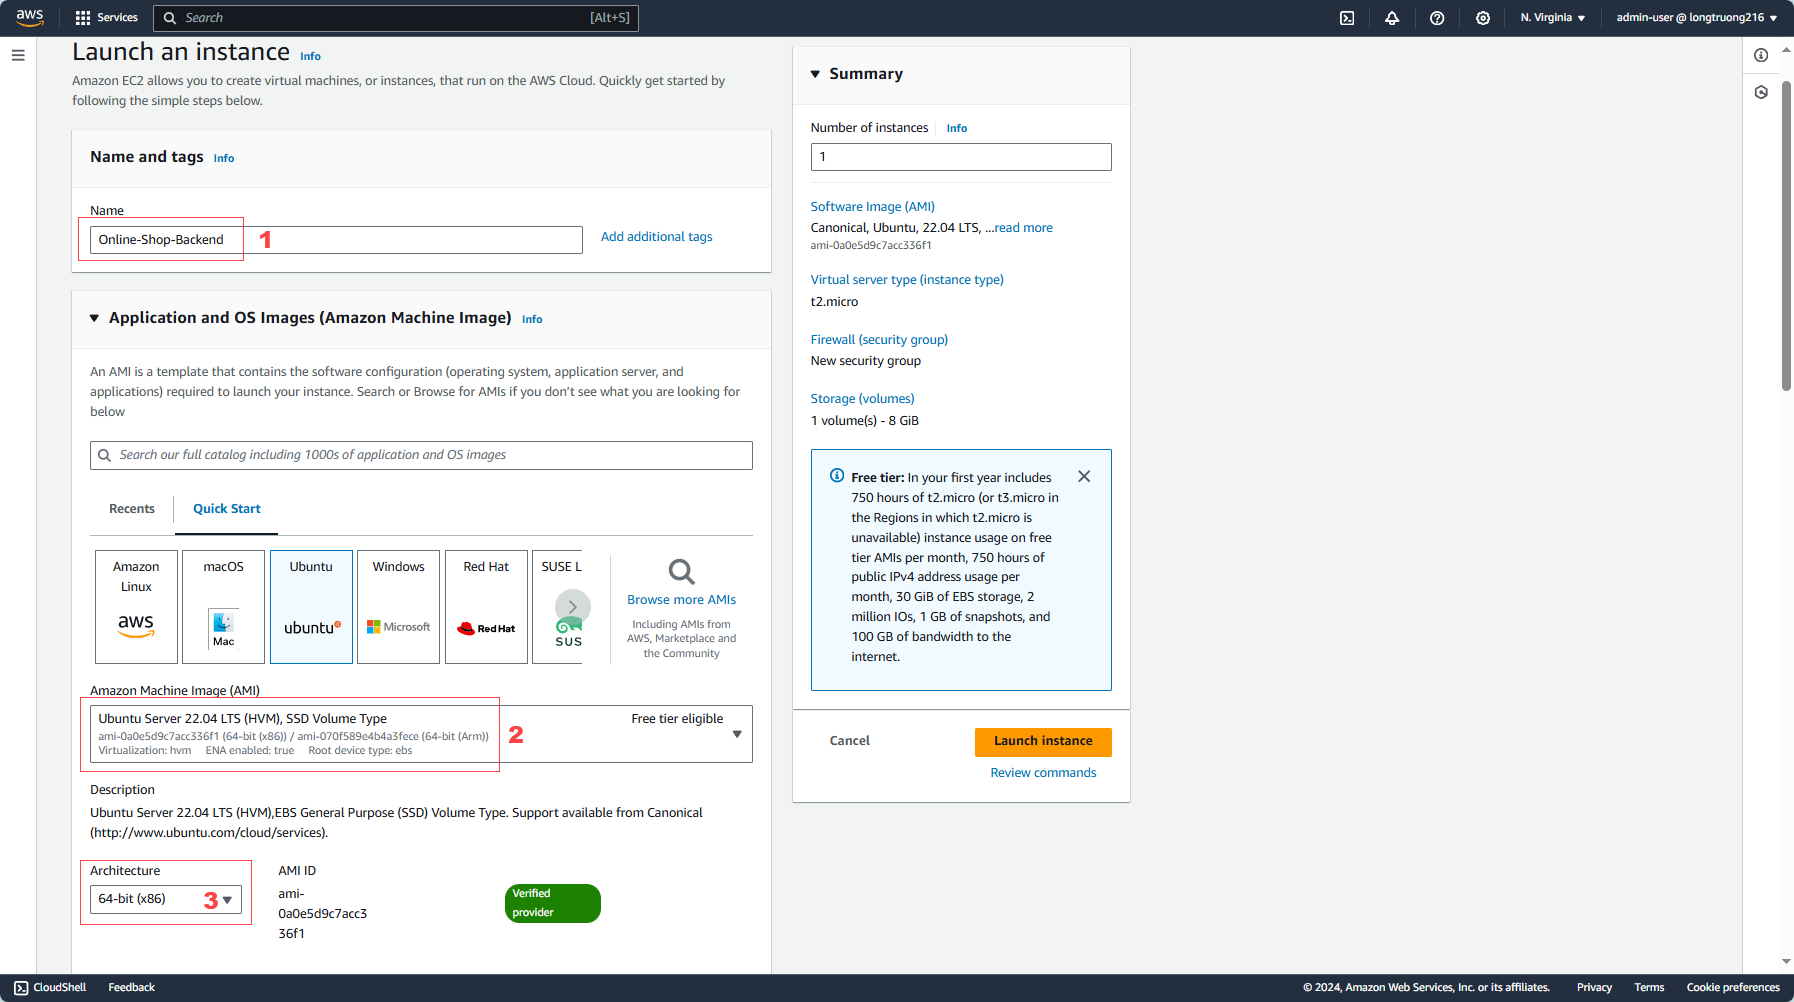 aws
Services
Search
[Alt+S]
N. Virginia
admin-user @ longtruong216
Launch an instance Info
Amazon EC2 allows you to create virtual machines, or instances, that run on the AWS Cloud. Quickly get started by
following the simple steps below.
Name and tags Info
Name
Online-Shop-Backend
1
Add additional tags
Application and OS Images (Amazon Machine Image) Info
An AMI is a template that contains the software configuration (operating system, application server, and
applications) required to launch your instance. Search or Browse for AMIs if you don't see what you are looking for
below
Search our full catalog including 1000s of application and OS images
Recents
Quick Start
Amazon
Linux
aws
macOS
Mac
Ubuntu
ubuntu
Windows
Microsoft
Red Hat
Red Hat
SUSE L
SUS
Browse more AMIs
Including AMIs from
AWS, Marketplace and
the Community
Amazon Machine Image (AMI)
Ubuntu Server 22.04 LTS (HVM), SSD Volume Type
Free tier eligible
ami-0a0e5d9c7acc336f1 (64-bit (x86)) / ami-070f589e4b4a3fece (64-bit (Arm))
Virtualization: hvm ENA enabled: true Root device type: ebs
2
Description
Ubuntu Server 22.04 LTS (HVM),EBS General Purpose (SSD) Volume Type. Support available from Canonical
(http://www.ubuntu.com/cloud/services).
Architecture
64-bit (x86)
3
AMI ID
ami-
0a0e5d9c7acc3
36f1
Verified
provider
Summary
Number of instances Info
1
Software Image (AMI)
Canonical, Ubuntu, 22.04 LTS, ...read more
ami-0a0e5d9c7acc336f1
Virtual server type (instance type)
t2.micro
Firewall (security group)
New security group
Storage (volumes)
1 volume(s) - 8 GiB
Free tier: In your first year includes
750 hours of t2.micro (or t3.micro in
the Regions in which t2.micro is
unavailable) instance usage on free
tier AMIs per month, 750 hours of
public IPv4 address usage per
month, 30 GiB of EBS storage, 2
million IOs, 1 GB of snapshots, and
100 GB of bandwidth to the
internet.
Cancel
Launch instance
Review commands
CloudShell
Feedback
© 2024, Amazon Web Services, Inc. or its affiliates.
Privacy
Terms
Cookie preferences